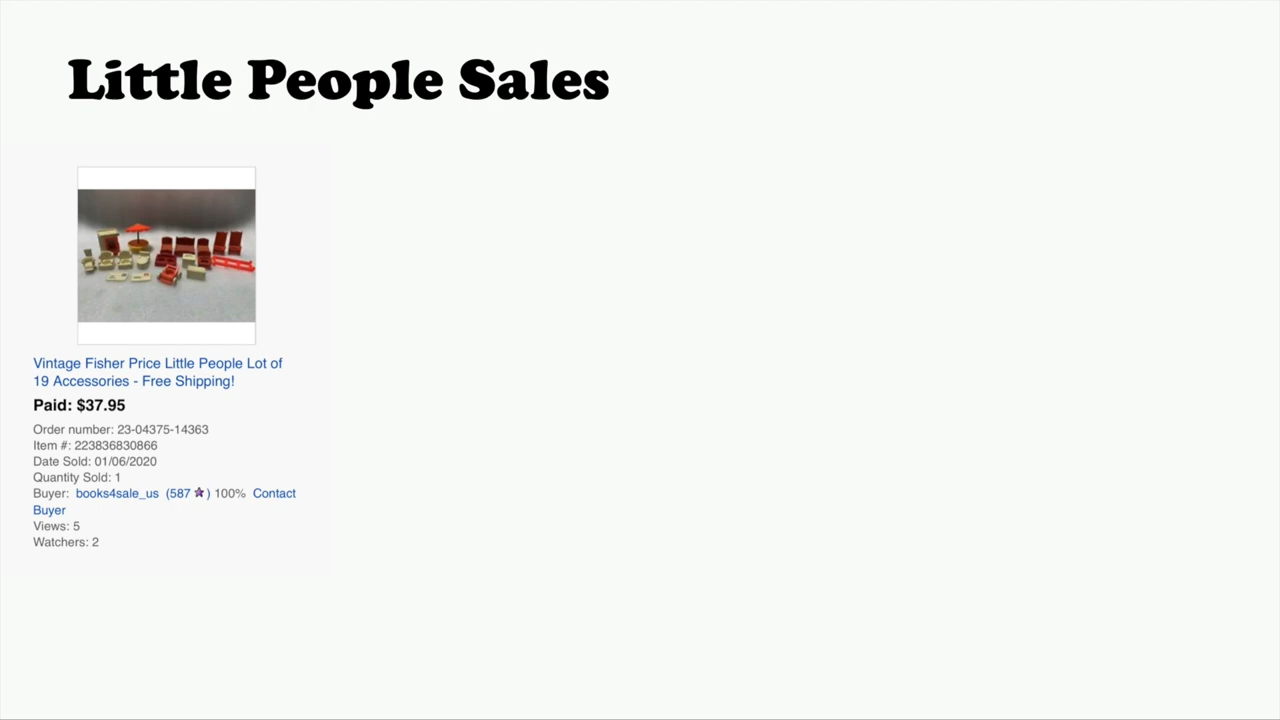 Little People Sales
Vintage Fisher Price Little People Lot of
19 Accessories - Free Shipping!
Paid: $37.95
Order number: 23-04375-14363
Item #: 223836830866
Date Sold: 01/06/2020
Quantity Sold: 1
Buyer: books4sale_us (587 ★) 100% Contact
Buyer
Views: 5
Watchers: 2